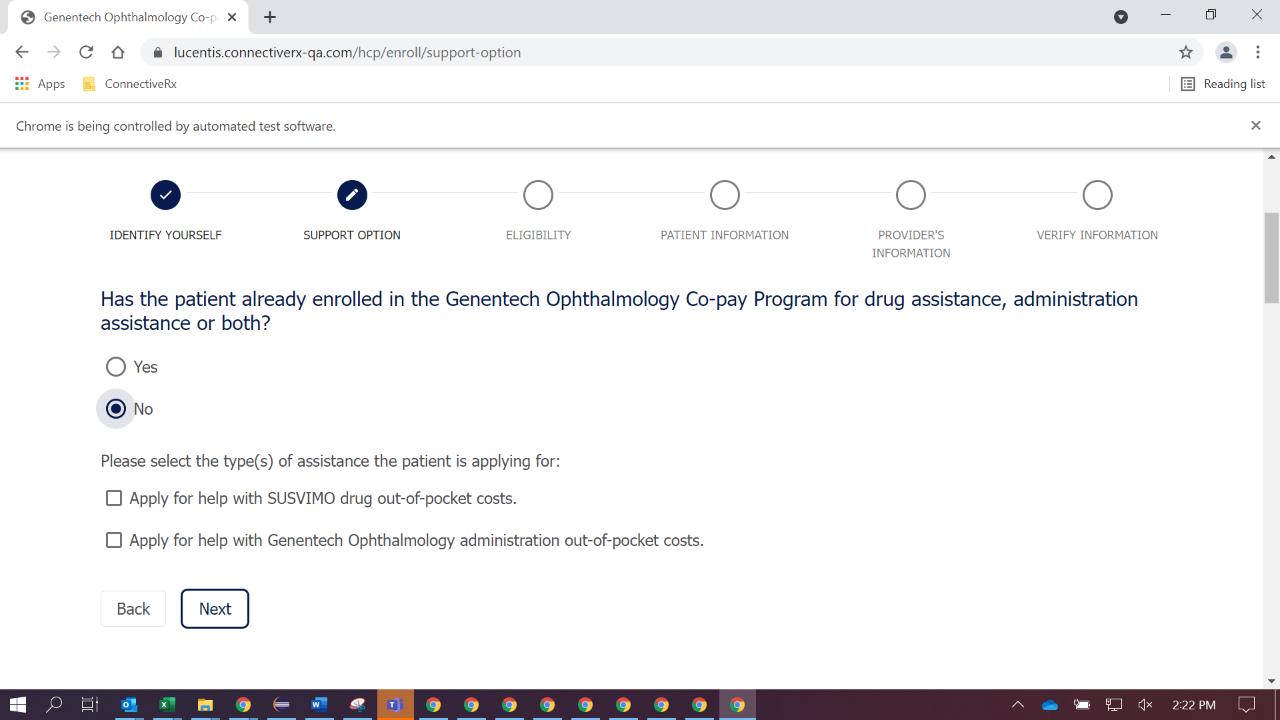 Genentech Ophthalmology Co-p
lucentis.connectiverx-qa.com/hcp/enroll/support-option
Apps
ConnectiveRx
Reading list
Chrome is being controlled by automated test software.
IDENTIFY YOURSELF
SUPPORT OPTION
ELIGIBILITY
PATIENT INFORMATION
PROVIDER'S
INFORMATION
VERIFY INFORMATION
Has the patient already enrolled in the Genentech Ophthalmology Co-pay Program for drug assistance, administration
assistance or both?
Yes
No
Please select the type(s) of assistance the patient is applying for:
Apply for help with SUSVIMO drug out-of-pocket costs.
Apply for help with Genentech Ophthalmology administration out-of-pocket costs.
Back
Next
2:22 PM